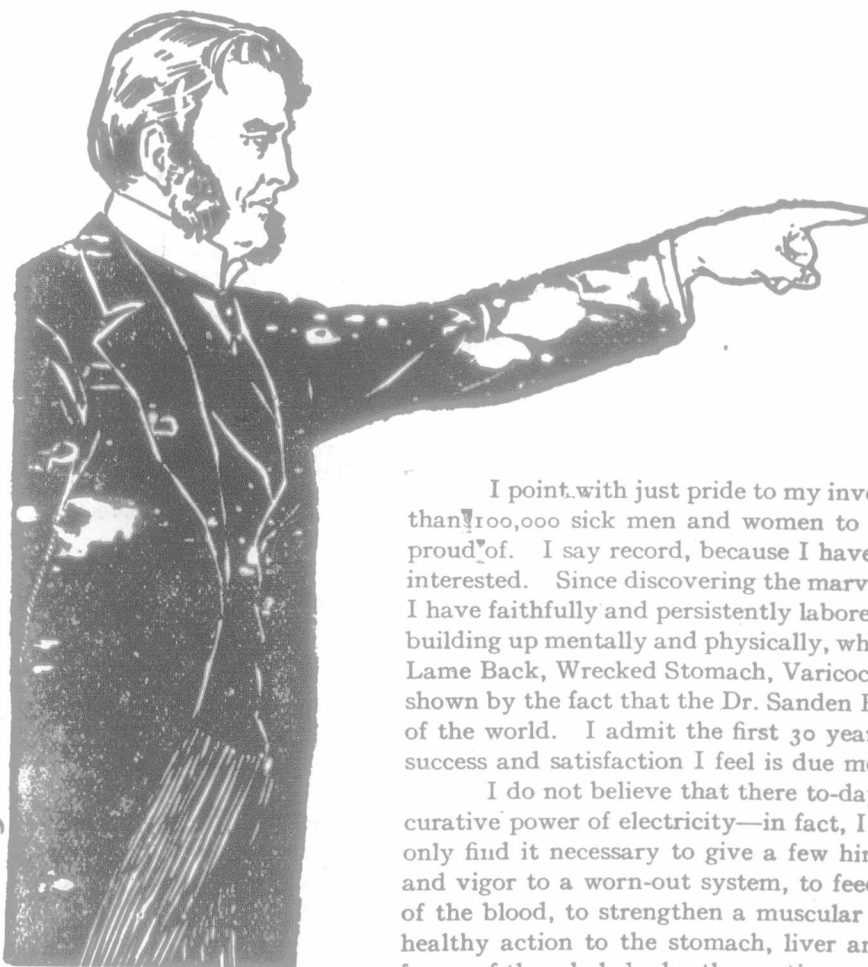 I point with just pride to my inve
than 100,000 sick men and women to
proud of. I say record, because I have
interested. Since discovering the marv
I have faithfully and persistently labore
building up mentally and physically, wh
Lame Back, Wrecked Stomach, Varicoc
shown by the fact that the Dr. Sanden E
of the world. I admit the first 30 year
success and satisfaction I feel is due m
I do not believe that there to-da
curative power of electricity—in fact, I
only find it necessary to give a few hin
and vigor to a worn-out system, to fee
of the blood, to strengthen a muscular
healthy action to the stomach, liver an